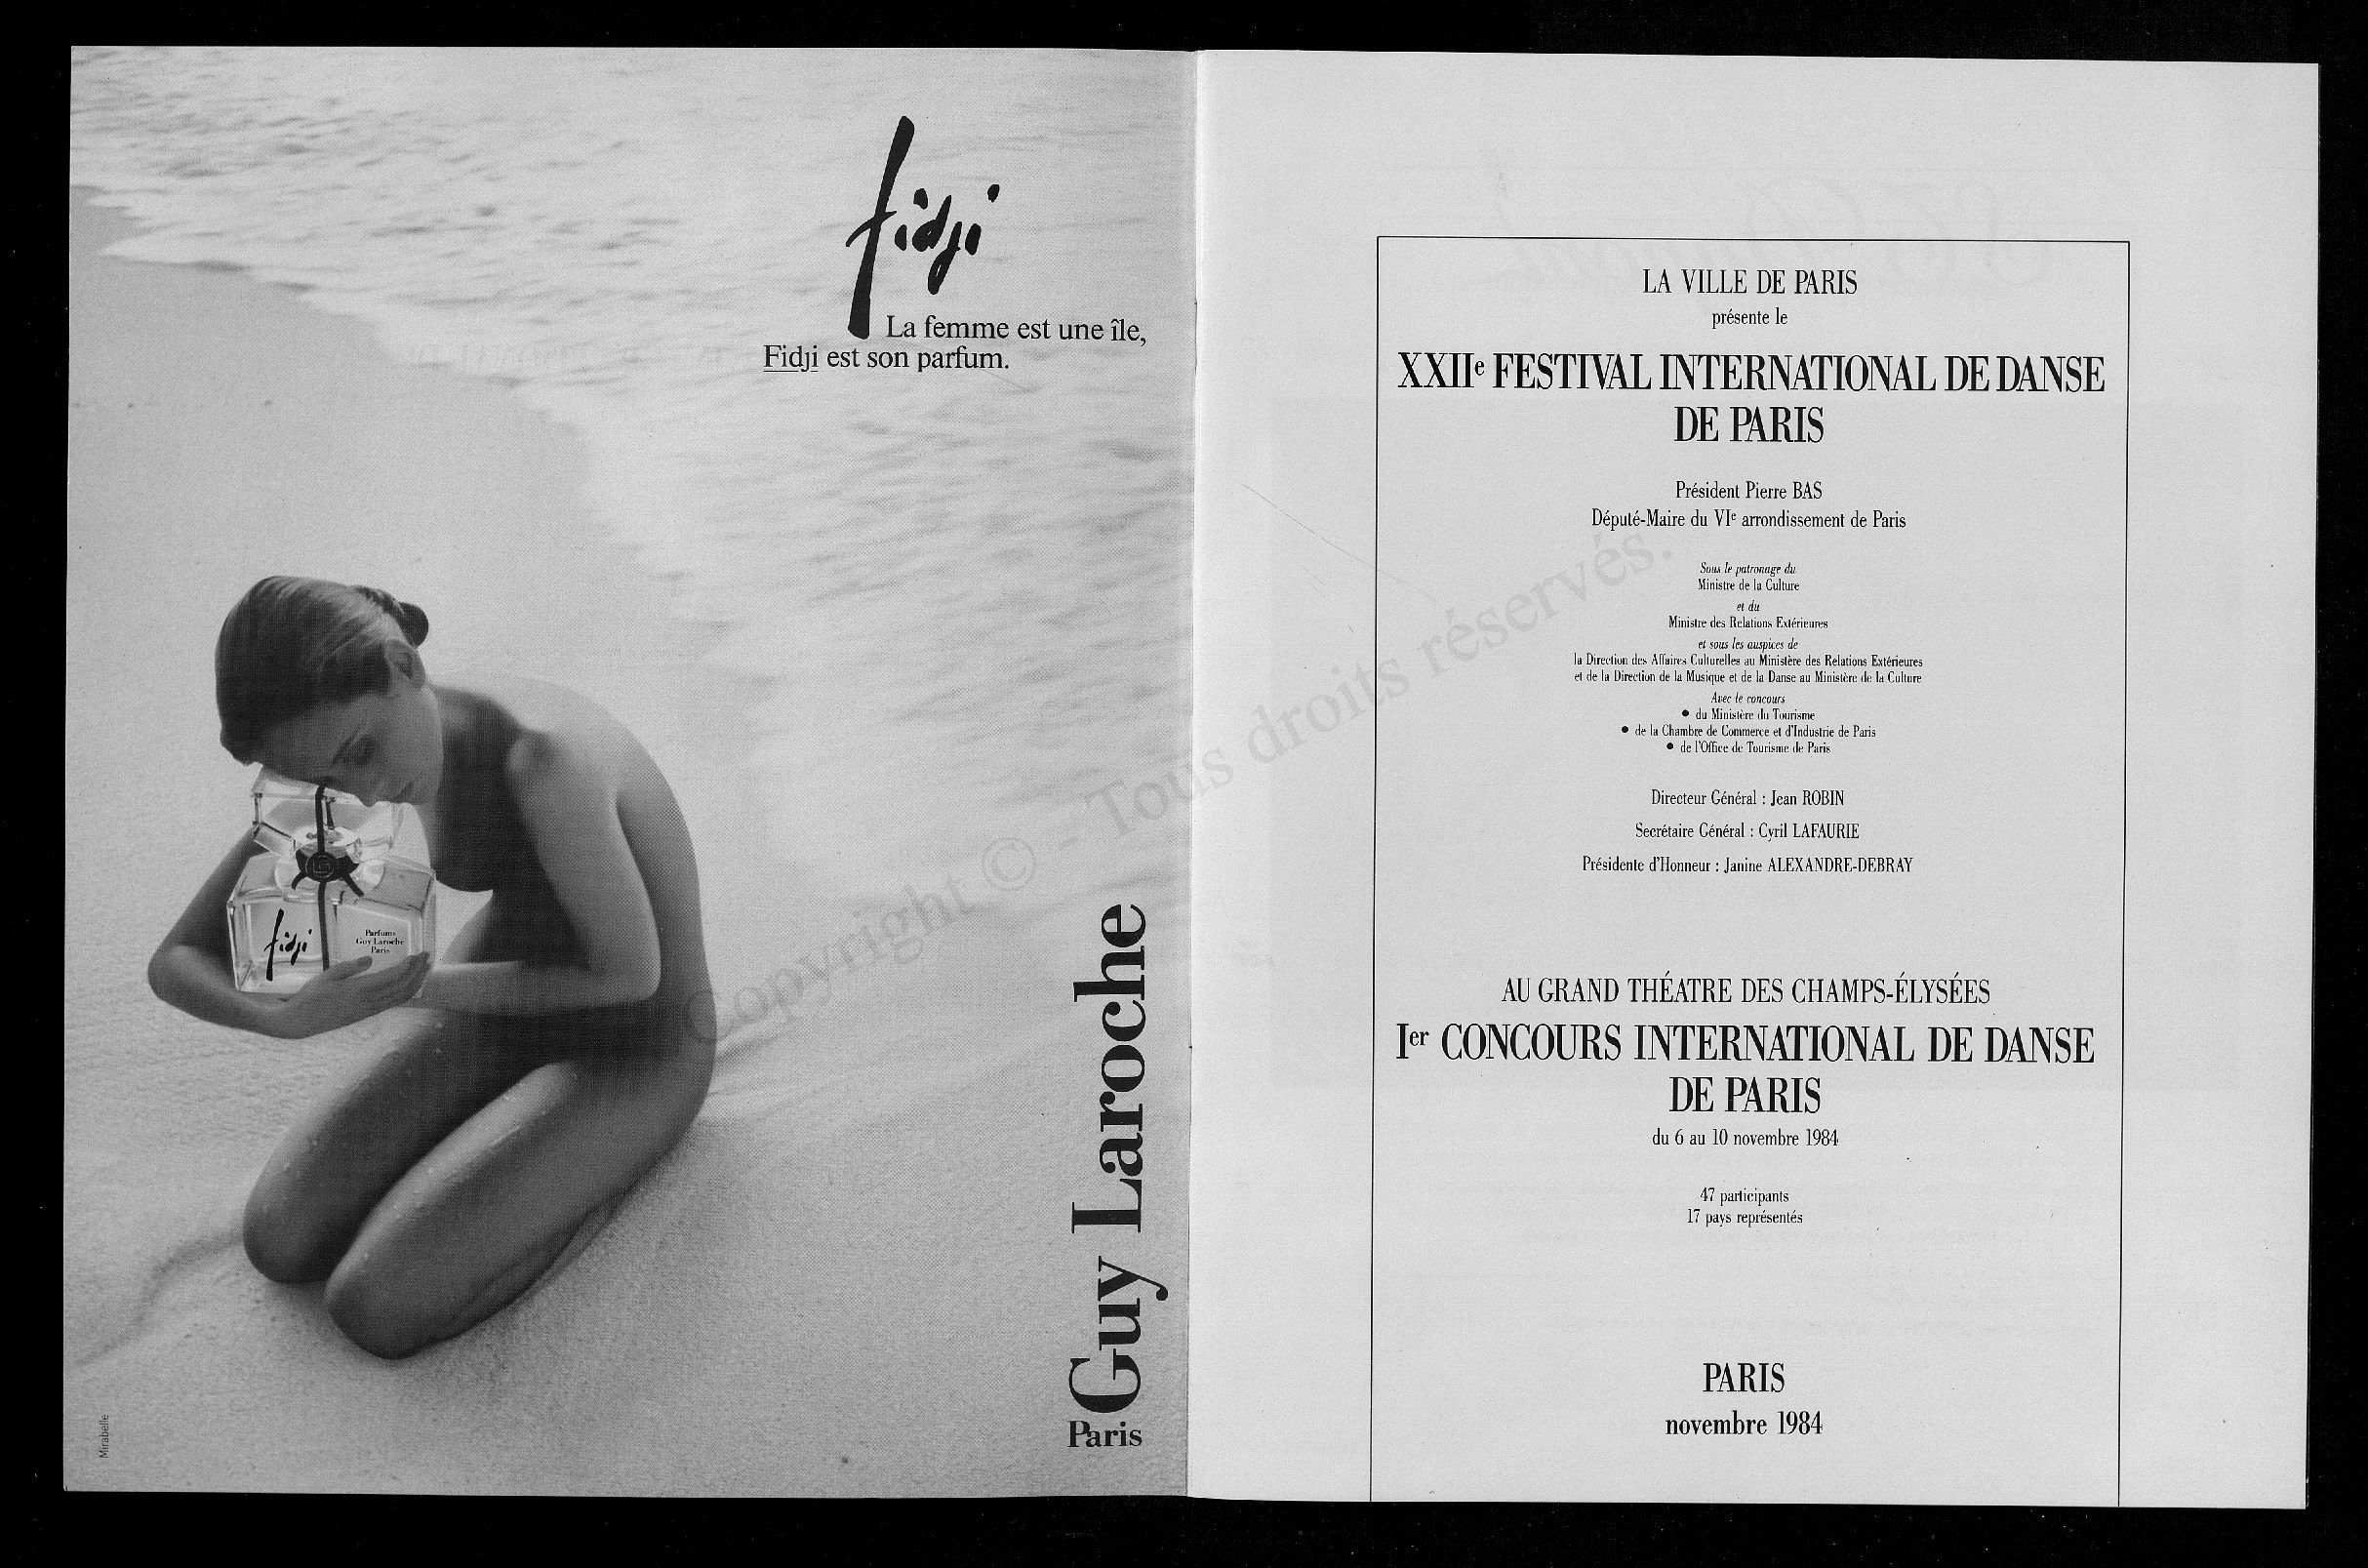 fidji
La femme est une île,
Fidji est son parfum.
fidji
Parfums
Guy Laroche
Paris
Guy Laroche
Paris
Mirabelle
LA VILLE DE PARIS
présente le
XXIIe FESTIVAL INTERNATIONAL DE DANSE
DE PARIS
Président Pierre BAS
Député-Maire du VIe arrondissement de Paris
Sous le patronage du
Ministre de la Culture
et du
Ministre des Relations Extérieures
et sous les auspices de
la Direction des Affaires Culturelles au Ministère des Relations Extérieures
et de la Direction de la Musique et de la Danse au Ministère de la Culture
Avec le concours
• du Ministère du Tourisme
• de la Chambre de Commerce et d'Industrie de Paris
• de l'Office de Tourisme de Paris
Directeur Général : Jean ROBIN
Secrétaire Général : Cyril LAFAURIE
Présidente d'Honneur : Janine ALEXANDRE-DEBRAY
AU GRAND THÉATRE DES CHAMPS-ÉLYSÉES
Ier CONCOURS INTERNATIONAL DE DANSE
DE PARIS
du 6 au 10 novembre 1984
47 participants
17 pays représentés
PARIS
novembre 1984
Copyright © - Tous droits réservés.